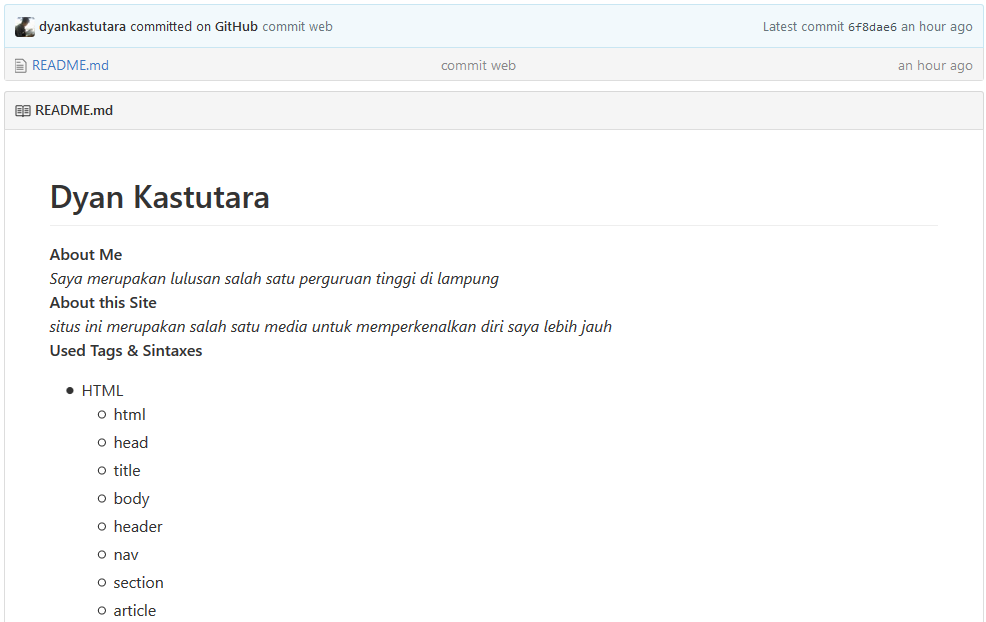 dyankastutara committed on GitHub commit web Latest commit 6f8dae6 an hour ago
README.md commit web an hour ago
README.md
Dyan Kastutara
About Me
Saya merupakan lulusan salah satu perguruan tinggi di lampung
About this Site
situs ini merupakan salah satu media untuk memperkenalkan diri saya lebih jauh
Used Tags & Sintaxes
HTML
html
head
title
body
header
nav
section
article